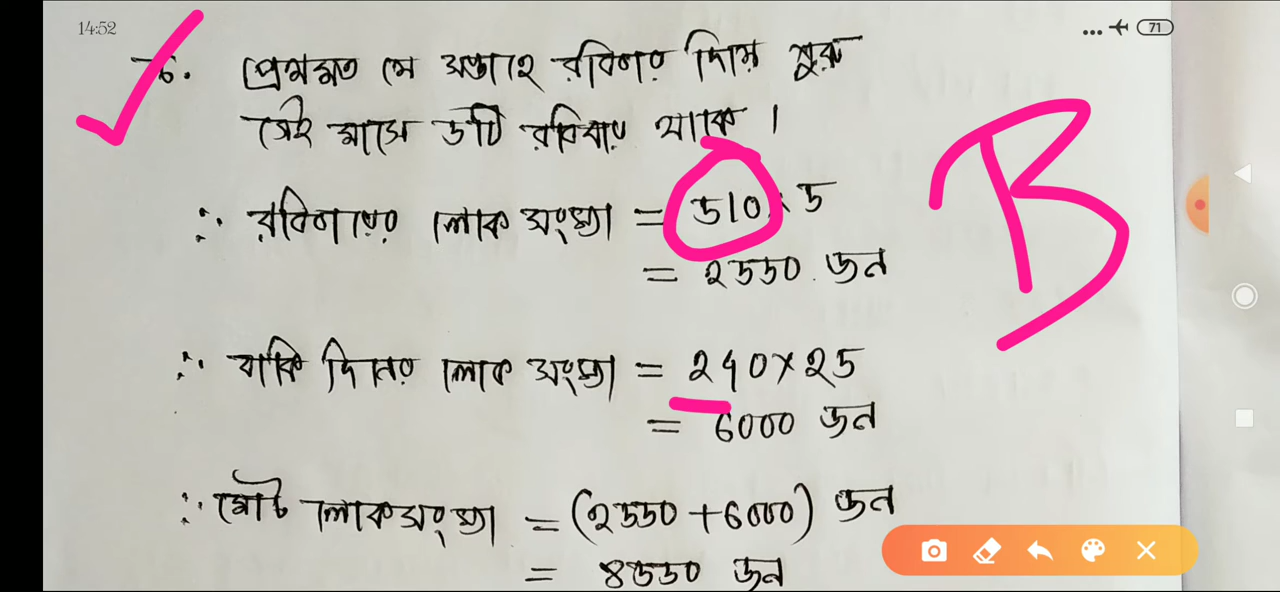 14:52
71
৮. প্রশ্নমতে যে সপ্তাহে রবিবার দিয়ে শুরু
সেই মাসে 5টি রবিবার থাকে।
∴ রবিবারের লোক সংখ্যা = 510 × 5
= 2550 জন
∴ বাকি দিনের লোক সংখ্যা = 240 × 25
= 6000 জন
∴ মোট লোকসংখ্যা = (2550 + 6000) জন
= 8550 জন
B